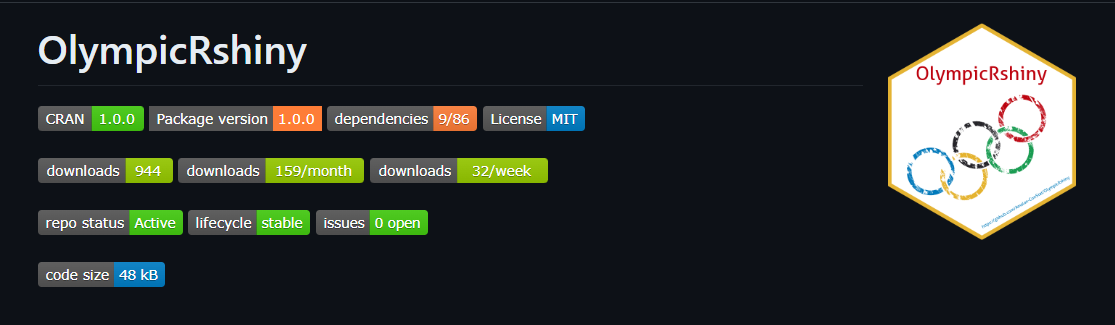 OlympicRshiny
CRAN 1.0.0 Package version 1.0.0 dependencies 9/86 License MIT
downloads 944 downloads 159/month downloads 32/week
repo status Active lifecycle stable issues 0 open
code size 48 kB
OlympicRshiny